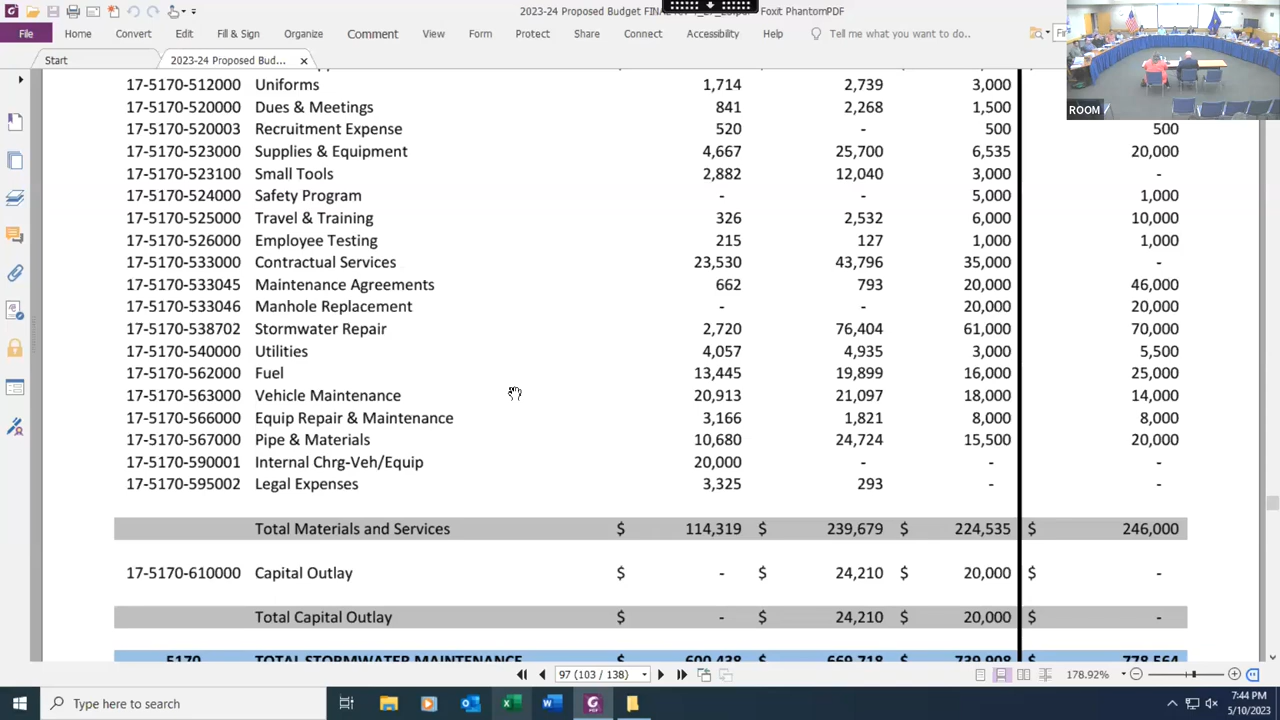 2023-24 Proposed Budget FINAL
Foxit PhantomPDF
File Home Convert Edit Fill & Sign Organize Comment View Form Protect Share Connect Accessibility Help Tell me what you want to do..
Start 2023-24 Proposed Bud... ×
ROOM
17-5170-512000 Uniforms 1,714 2,739 3,000
17-5170-520000 Dues & Meetings 841 2,268 1,500
17-5170-520003 Recruitment Expense 520 - 500 500
17-5170-523000 Supplies & Equipment 4,667 25,700 6,535 20,000
17-5170-523100 Small Tools 2,882 12,040 3,000 -
17-5170-524000 Safety Program - - 5,000 1,000
17-5170-525000 Travel & Training 326 2,532 6,000 10,000
17-5170-526000 Employee Testing 215 127 1,000 1,000
17-5170-533000 Contractual Services 23,530 43,796 35,000 -
17-5170-533045 Maintenance Agreements 662 793 20,000 46,000
17-5170-533046 Manhole Replacement - - 20,000 20,000
17-5170-538702 Stormwater Repair 2,720 76,404 61,000 70,000
17-5170-540000 Utilities 4,057 4,935 3,000 5,500
17-5170-562000 Fuel 13,445 19,899 16,000 25,000
17-5170-563000 Vehicle Maintenance 20,913 21,097 18,000 14,000
17-5170-566000 Equip Repair & Maintenance 3,166 1,821 8,000 8,000
17-5170-567000 Pipe & Materials 10,680 24,724 15,500 20,000
17-5170-590001 Internal Chrg-Veh/Equip 20,000 - - -
17-5170-595002 Legal Expenses 3,325 293 - -
Total Materials and Services $ 114,319 $ 239,679 $ 224,535 $ 246,000
17-5170-610000 Capital Outlay $ - $ 24,210 $ 20,000 $ -
Total Capital Outlay $ - $ 24,210 $ 20,000 $ -
5170 TOTAL STORMWATER MAINTENANCE 600,438 669,718 739,908 778,564
97 (103 / 138) 178.92%
Type here to search
7:44 PM
5/10/2023